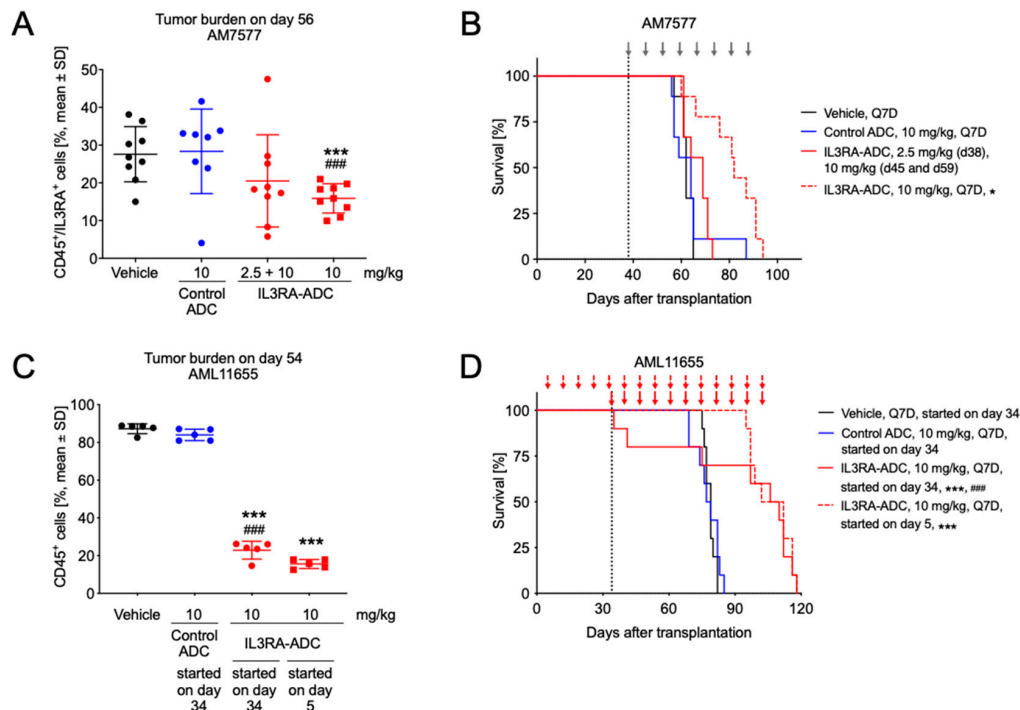 A
Tumor burden on day 56
AM7577
CD45+/IL3RA+ cells [%, mean ± SD]
50
40
30
20
10
0
***
###
Vehicle
10
2.5 + 10
10
mg/kg
Control
ADC
IL3RA-ADC
B
AM7577
Survival [%]
100
75
50
25
0
0
20
40
60
80
100
Days after transplantation
Vehicle, Q7D
Control ADC, 10 mg/kg, Q7D
IL3RA-ADC, 2.5 mg/kg (d38),
10 mg/kg (d45 and d59)
IL3RA-ADC, 10 mg/kg, Q7D, *
C
Tumor burden on day 54
AML11655
CD45+ cells [%, mean ± SD]
100
80
60
40
20
0
***
###
***
Vehicle
10
10
10
mg/kg
Control
ADC
IL3RA-ADC
started
on day
34
started
on day
34
started
on day
5
D
AML11655
Survival [%]
100
75
50
25
0
0
30
60
90
120
Days after transplantation
Vehicle, Q7D, started on day 34
Control ADC, 10 mg/kg, Q7D,
started on day 34
IL3RA-ADC, 10 mg/kg, Q7D,
started on day 34, ***, ###
IL3RA-ADC, 10 mg/kg, Q7D,
started on day 5, ***